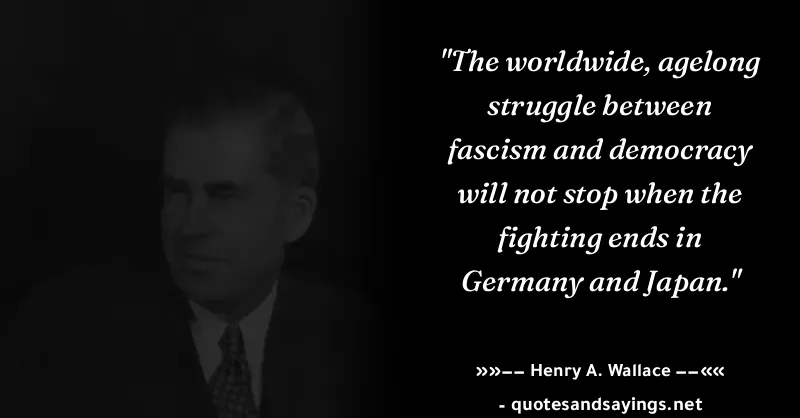 "The worldwide, agelong
struggle between
fascism and democracy
will not stop when the
fighting ends in
Germany and Japan."
»»–– Henry A. Wallace ––««
- quotesandsayings.net